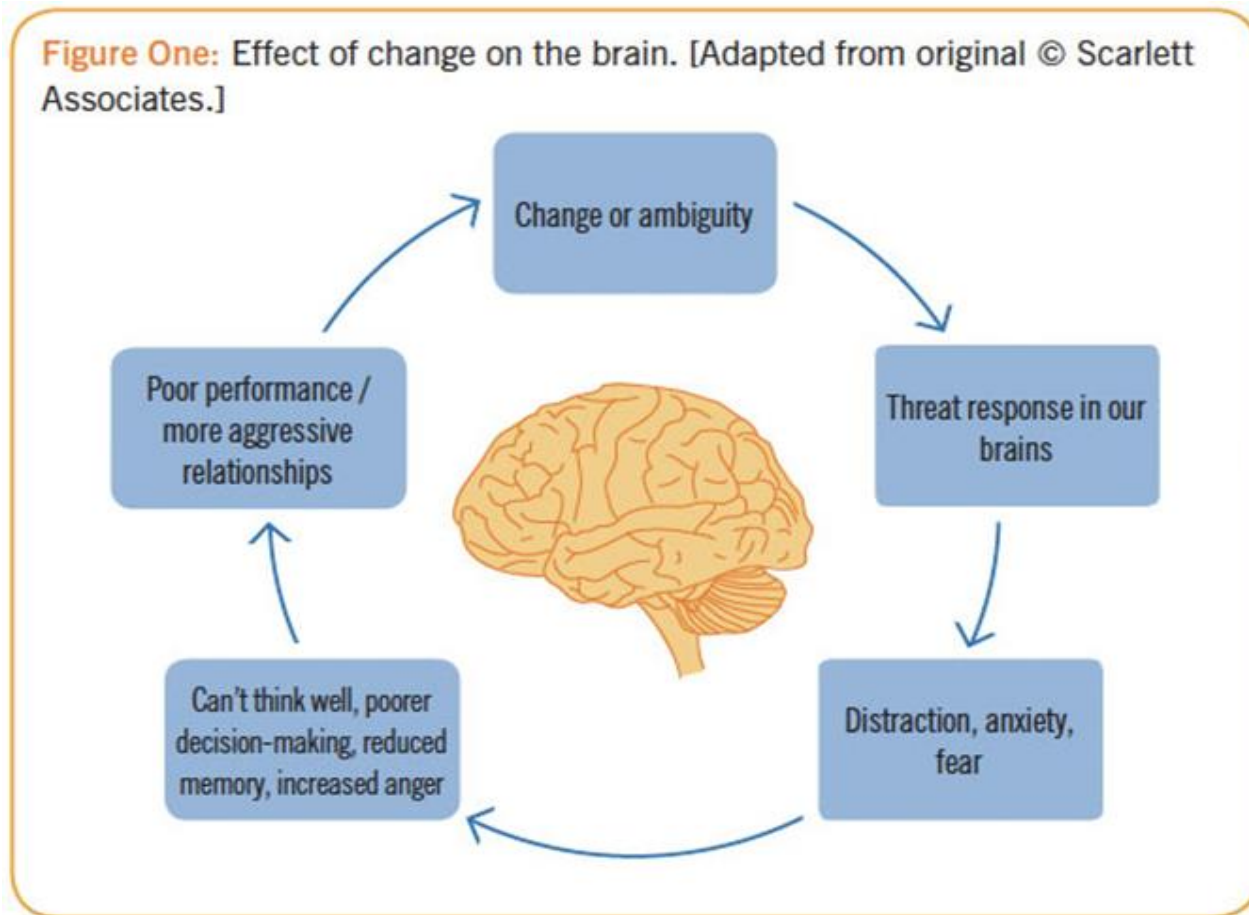 Figure One: Effect of change on the brain. [Adapted from original © Scarlett
Associates.]
Change or ambiguity
Threat response in our
brains
Distraction, anxiety,
fear
Can't think well, poorer
decision-making, reduced
memory, increased anger
Poor performance /
more aggressive
relationships